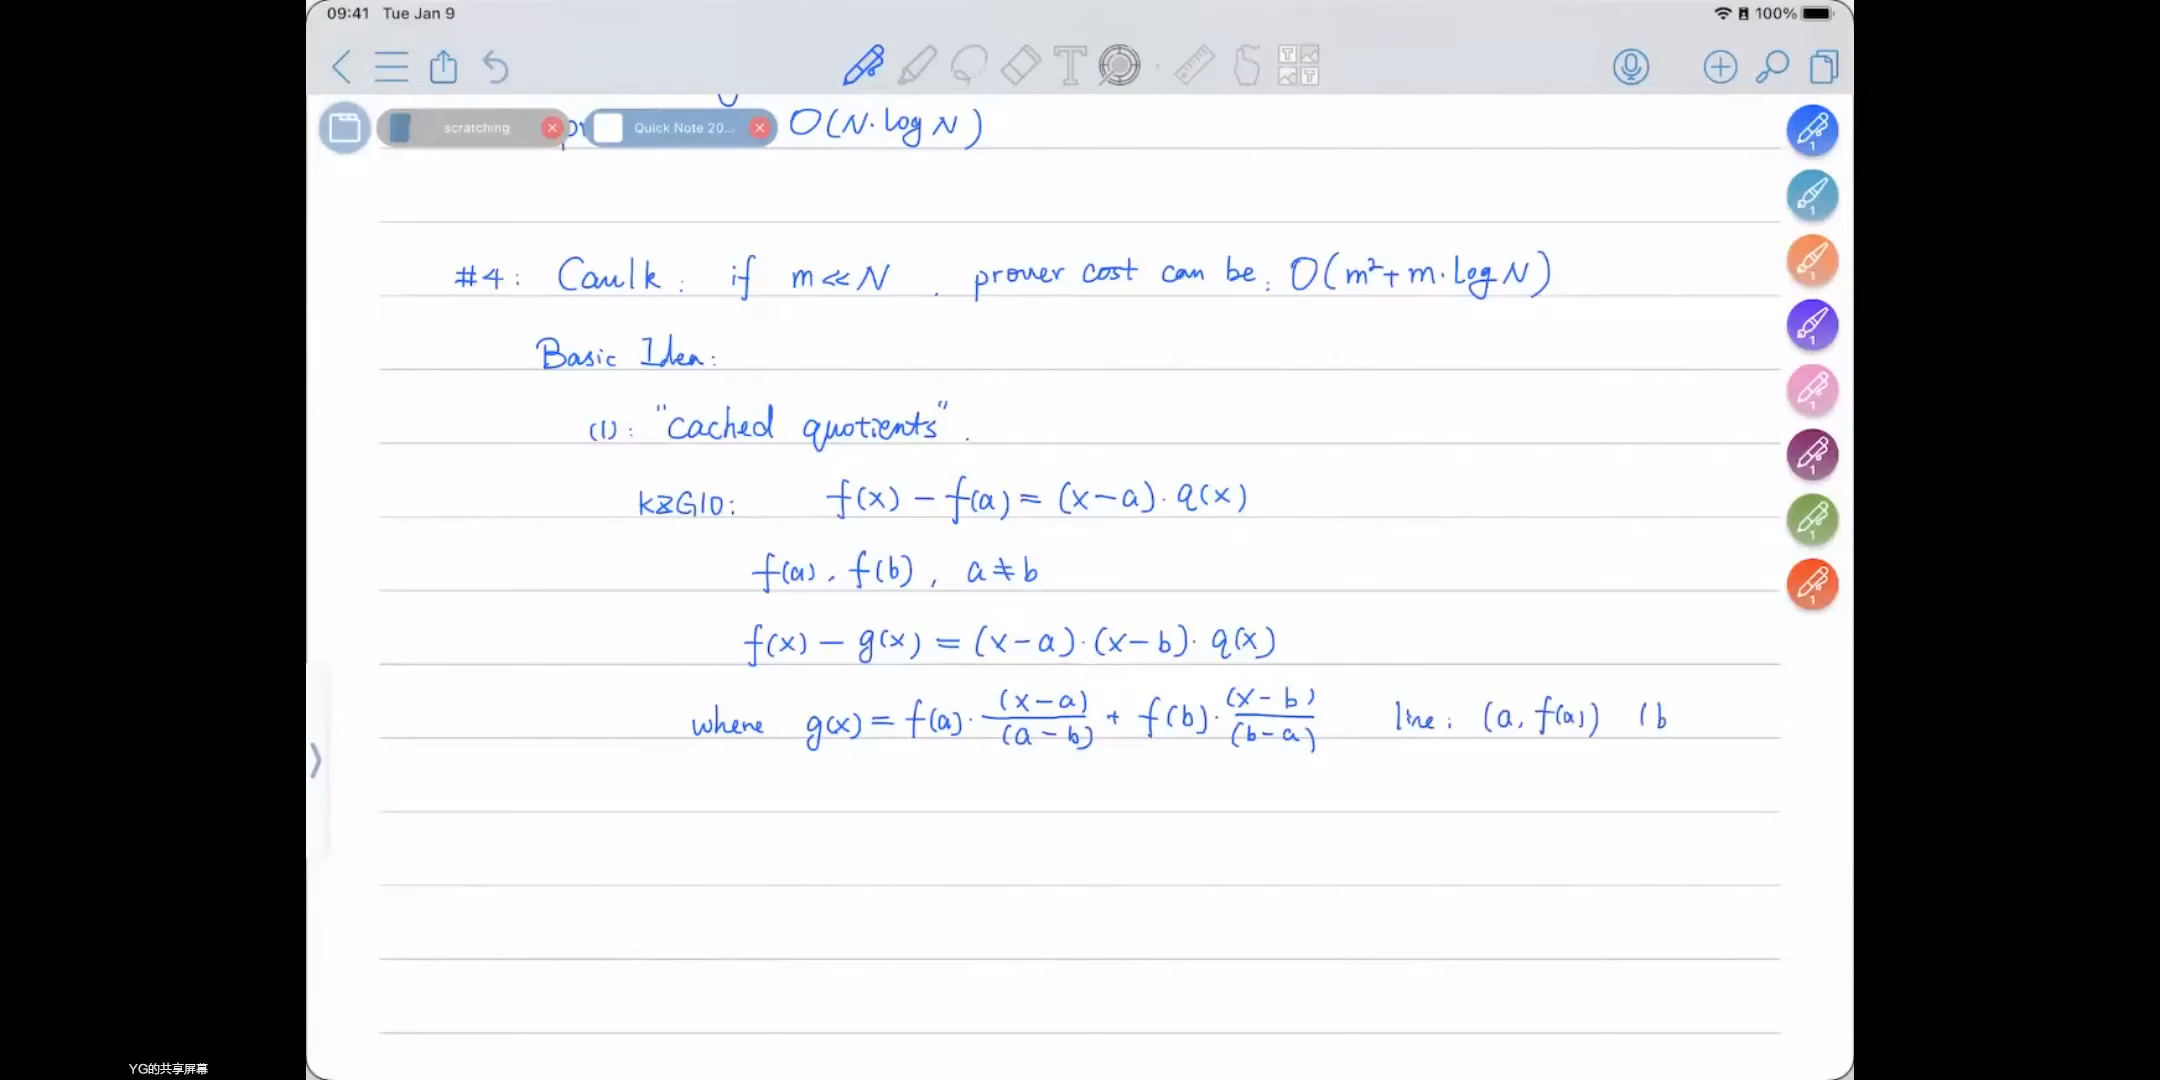 09:41 Tue Jan 9 100%
scratching Quick Note 20... O(N·log N)
#4: Caulk: if m≪N. prover cost can be: O(m²+m·log N)
Basic Idea:
(1): "cached quotients".
KZG10: f(x) − f(a) = (x−a)·q(x)
f(a), f(b), a≠b
f(x) − g(x) = (x−a)·(x−b)·q(x)
where g(x) = f(a)·(x−a)/(a−b) + f(b)·(x−b)/(b−a) line: (a, f(a)) (b
YG的共享屏幕